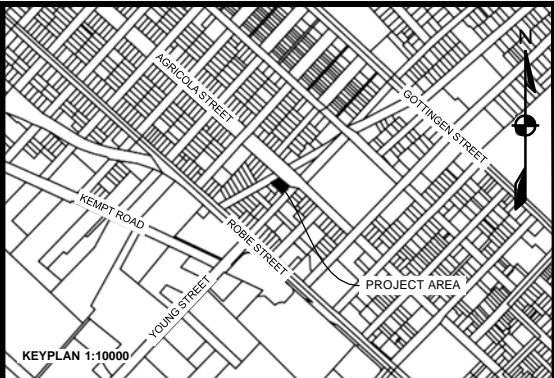 N
AGRICOLA STREET
GOTTINGEN STREET
KEMPT ROAD
ROBIE STREET
PROJECT AREA
YOUNG STREET
KEYPLAN 1:10000